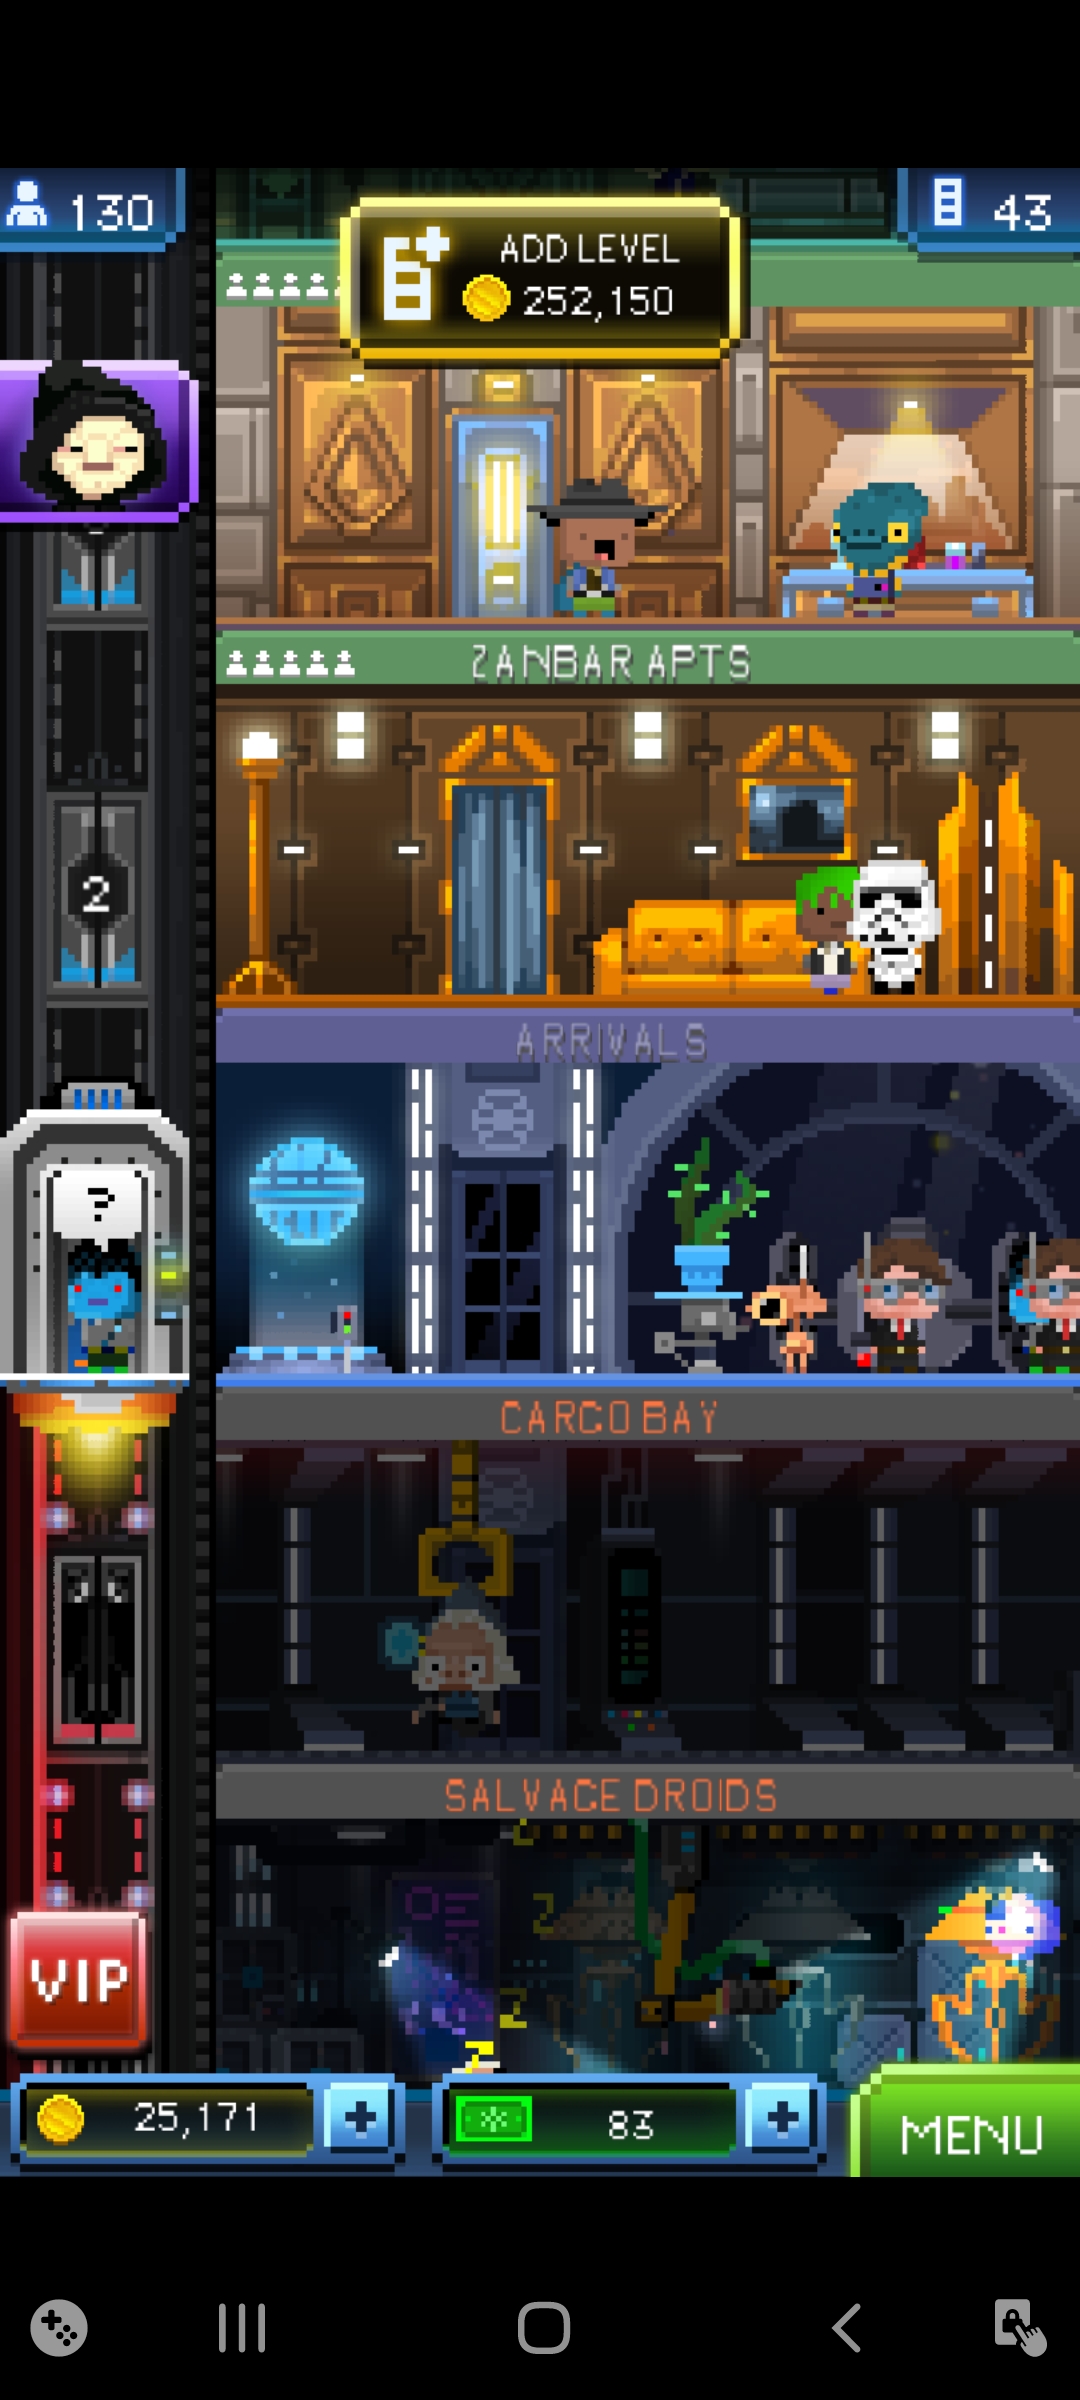 130
43
ADD LEVEL
252,150
ZANBAR APTS
2
ARRIVALS
?
CARGO BAY
SALVAGE DROIDS
Z
Z
Z
Z
VIP
25,171
+
83
+
MENU